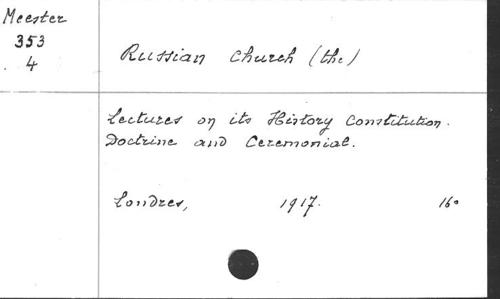 Meester
353
4
Russian Church (the)
Lectures on its History Constitution.
Doctrine and Ceremonial.
Londres, 1917. 16°